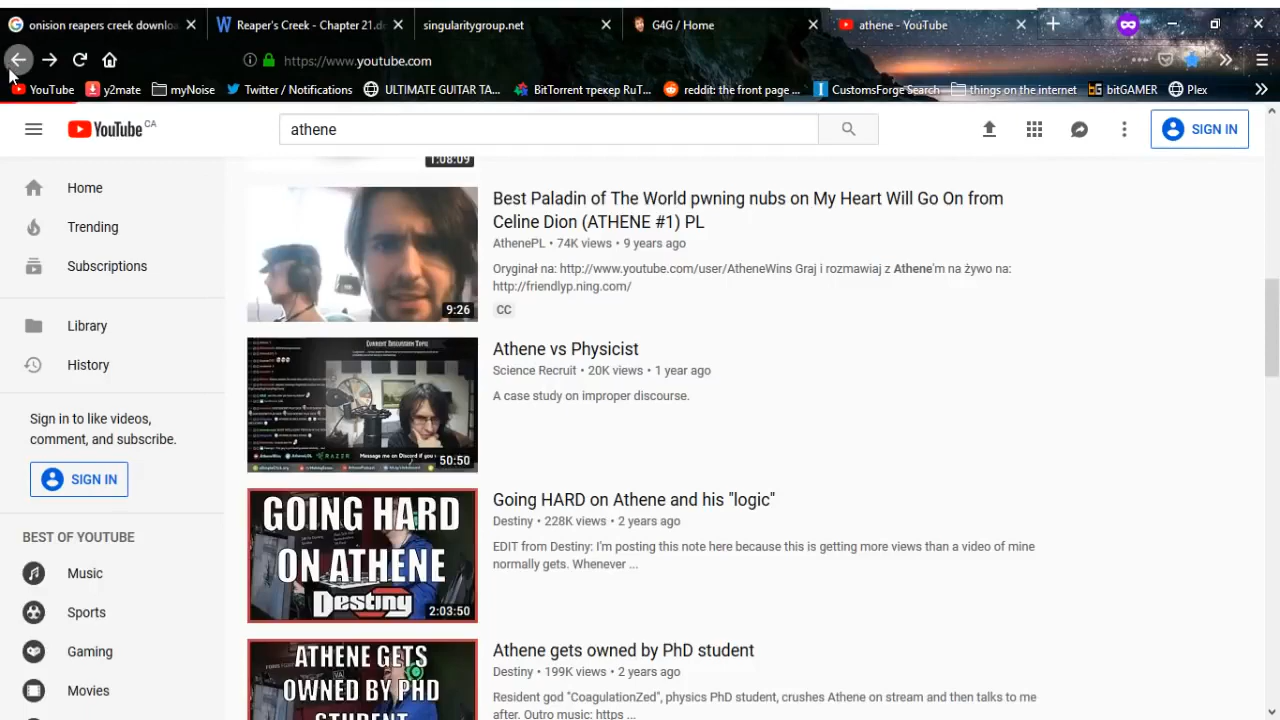 onision reapers creek downloa
Reaper's Creek - Chapter 21.d
singularitygroup.net
G4G / Home
athene - YouTube
https://www.youtube.com
YouTube
y2mate
myNoise
Twitter / Notifications
ULTIMATE GUITAR TA...
BitTorrent трекер RuT...
reddit: the front page ...
CustomsForge Search
things on the internet
bitGAMER
Plex
YouTube CA
athene
SIGN IN
Home
Trending
Subscriptions
Library
History
Sign in to like videos,
comment, and subscribe.
SIGN IN
BEST OF YOUTUBE
Music
Sports
Gaming
Movies
1:08:09
9:26
Best Paladin of The World pwning nubs on My Heart Will Go On from
Celine Dion (ATHENE #1) PL
AthenePL • 74K views • 9 years ago
Oryginał na: http://www.youtube.com/user/AtheneWins Graj i rozmawiaj z Athene'm na żywo na:
http://friendlyp.ning.com/
CC
50:50
Athene vs Physicist
Science Recruit • 20K views • 1 year ago
A case study on improper discourse.
GOING HARD
ON ATHENE
Destiny
2:03:50
Going HARD on Athene and his "logic"
Destiny • 228K views • 2 years ago
EDIT from Destiny: I'm posting this note here because this is getting more views than a video of mine
normally gets. Whenever ...
ATHENE GETS
OWNED BY PHD
STUDENT
Athene gets owned by PhD student
Destiny • 199K views • 2 years ago
Resident god "CoagulationZed", physics PhD student, crushes Athene on stream and then talks to me
after. Outro music: https ...